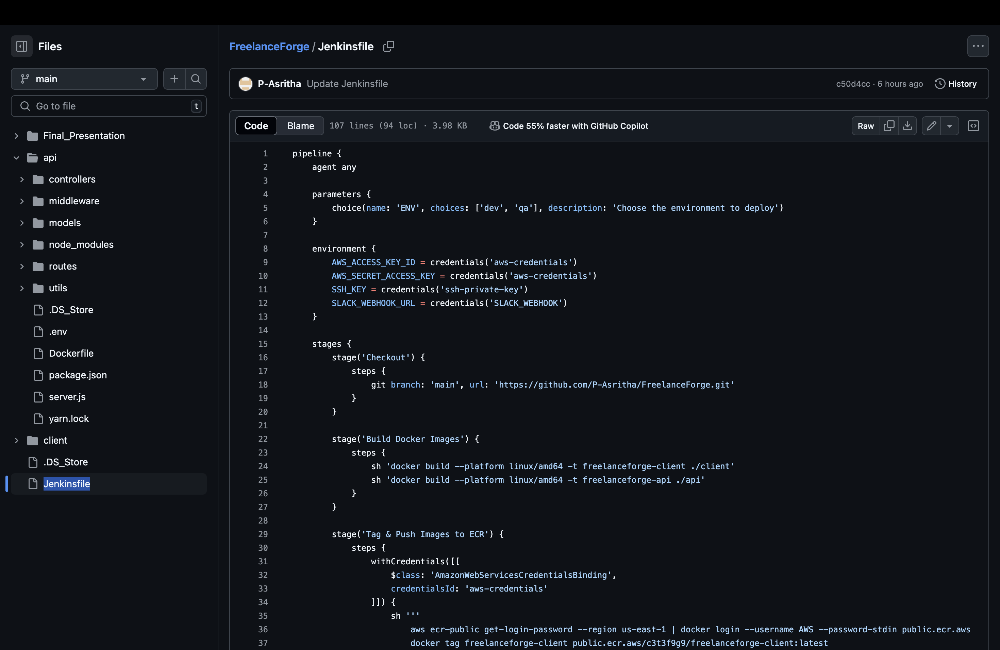 Files
main
Go to file
t
Final_Presentation
api
controllers
middleware
models
node_modules
routes
utils
.DS_Store
.env
Dockerfile
package.json
server.js
yarn.lock
client
.DS_Store
Jenkinsfile
FreelanceForge / Jenkinsfile
P-Asritha Update Jenkinsfile
c50d4cc · 6 hours ago History
Code Blame 107 lines (94 loc) · 3.98 KB Code 55% faster with GitHub Copilot Raw
1 pipeline {
2     agent any
3
4     parameters {
5         choice(name: 'ENV', choices: ['dev', 'qa'], description: 'Choose the environment to deploy')
6     }
7
8     environment {
9         AWS_ACCESS_KEY_ID = credentials('aws-credentials')
10         AWS_SECRET_ACCESS_KEY = credentials('aws-credentials')
11         SSH_KEY = credentials('ssh-private-key')
12         SLACK_WEBHOOK_URL = credentials('SLACK_WEBHOOK')
13     }
14
15     stages {
16         stage('Checkout') {
17             steps {
18                 git branch: 'main', url: 'https://github.com/P-Asritha/FreelanceForge.git'
19             }
20         }
21
22         stage('Build Docker Images') {
23             steps {
24                 sh 'docker build --platform linux/amd64 -t freelanceforge-client ./client'
25                 sh 'docker build --platform linux/amd64 -t freelanceforge-api ./api'
26             }
27         }
28
29         stage('Tag & Push Images to ECR') {
30             steps {
31                 withCredentials([[
32                     $class: 'AmazonWebServicesCredentialsBinding',
33                     credentialsId: 'aws-credentials'
34                 ]]) {
35                     sh '''
36                         aws ecr-public get-login-password --region us-east-1 | docker login --username AWS --password-stdin public.ecr.aws
37                         docker tag freelanceforge-client public.ecr.aws/c3t3f9g9/freelanceforge-client:latest